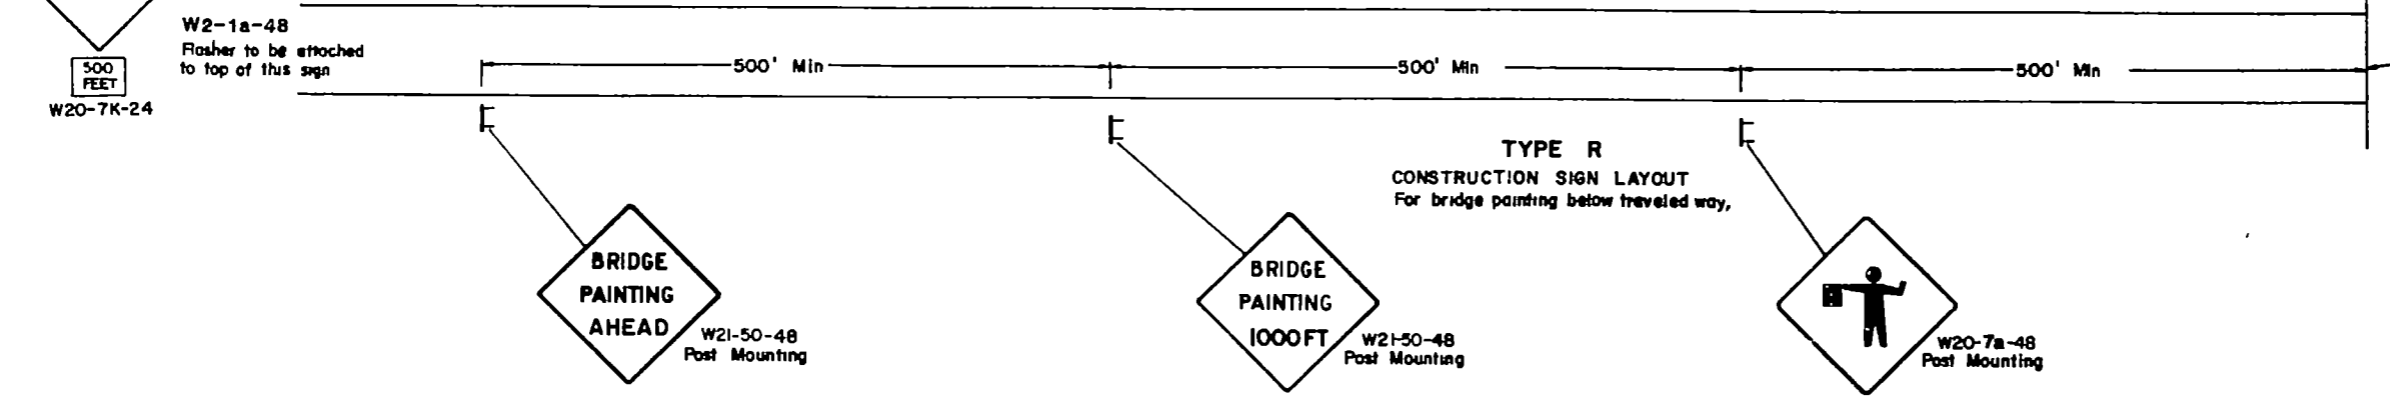 W2-1a-48
Flasher to be attached
to top of this sign
500
FEET
W20-7K-24
500' Min
500' Min
500' Min
TYPE R
CONSTRUCTION SIGN LAYOUT
For bridge painting below traveled way,
BRIDGE
PAINTING
AHEAD
W21-50-48
Post Mounting
BRIDGE
PAINTING
1000 FT
W21-50-48
Post Mounting
W20-7a-48
Post Mounting